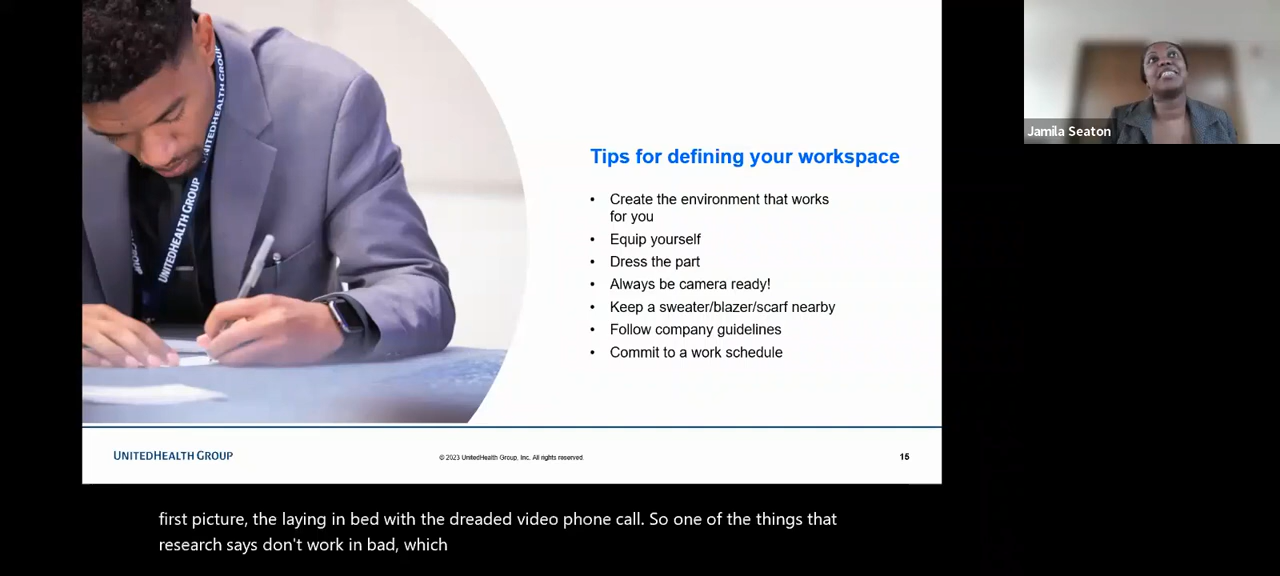 UNITEDHEALTH GROUP
UNITEDHEALTH GROUP
Tips for defining your workspace
• Create the environment that works
for you
• Equip yourself
• Dress the part
• Always be camera ready!
• Keep a sweater/blazer/scarf nearby
• Follow company guidelines
• Commit to a work schedule
UNITEDHEALTH GROUP
© 2023 UnitedHealth Group, Inc. All rights reserved.
15
Jamila Seaton
first picture, the laying in bed with the dreaded video phone call. So one of the things that
research says don't work in bad, which